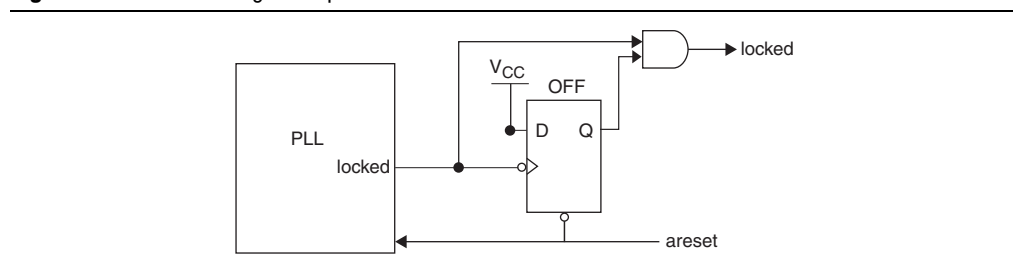 locked
VCC
OFF
PLL
D Q
locked
areset